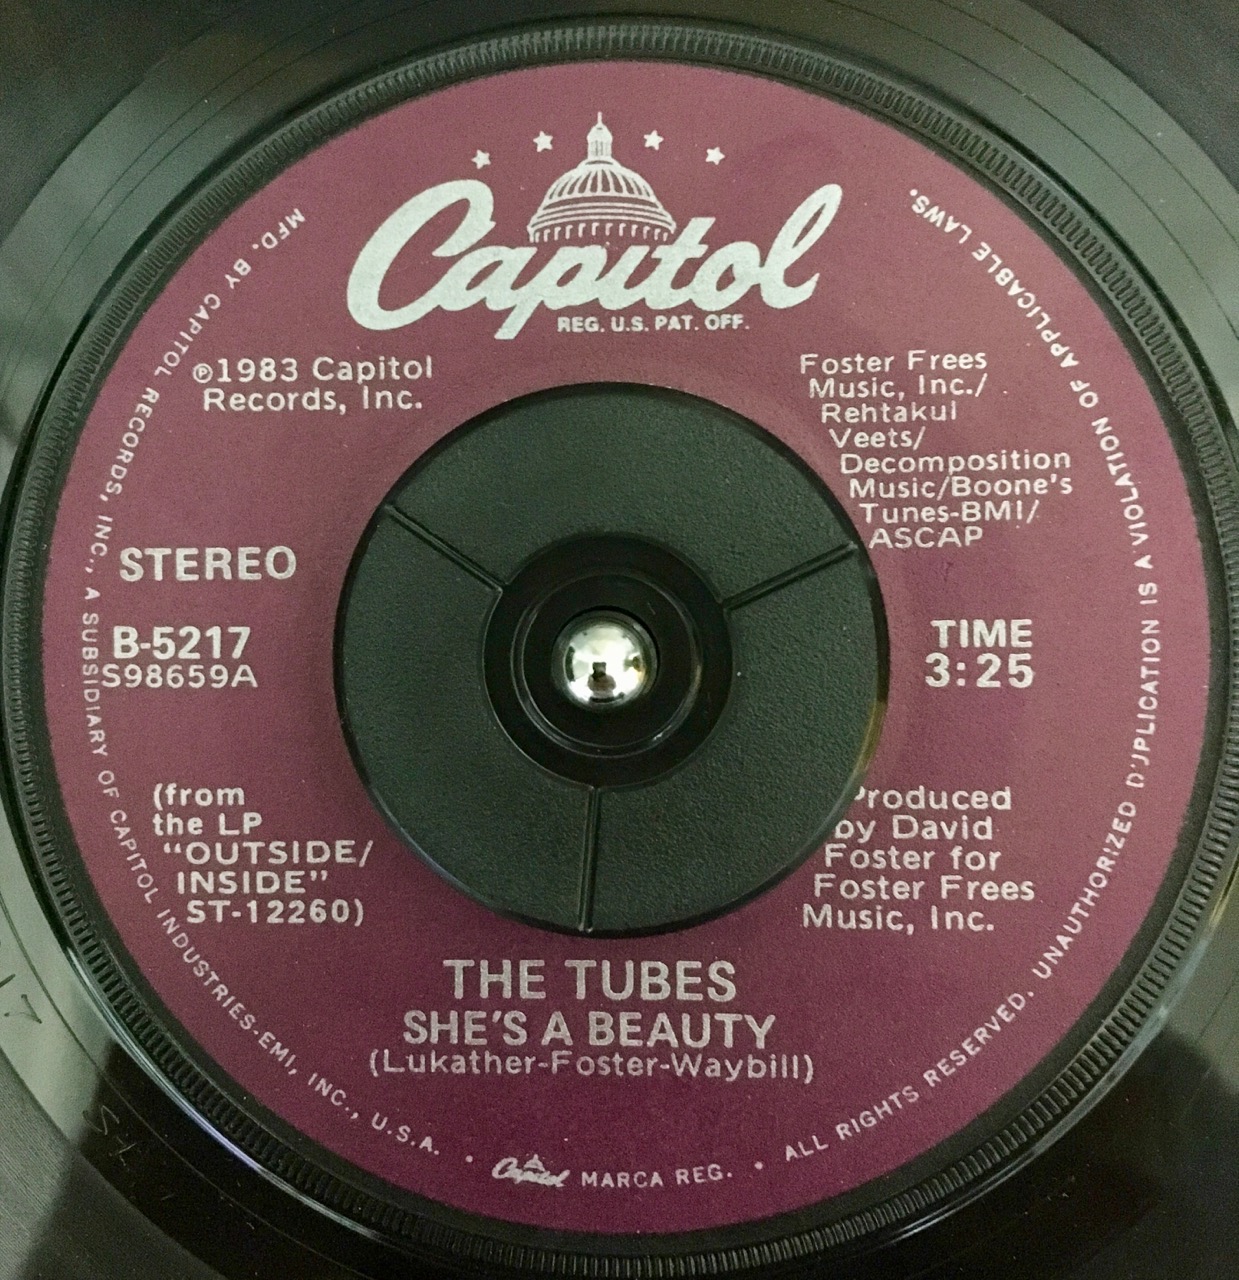 Capitol
REG. U.S. PAT. OFF.
℗1983 Capitol
Records, Inc.
Foster Frees
Music, Inc./
Rehtakul
Veets/
Decomposition
Music/Boone's
Tunes-BMI/
ASCAP
STEREO
B-5217
S98659A
TIME
3:25
(from
the LP
"OUTSIDE/
INSIDE"
ST-12260)
Produced
by David
Foster for
Foster Frees
Music, Inc.
THE TUBES
SHE'S A BEAUTY
(Lukather-Foster-Waybill)
MFD. BY CAPITOL RECORDS, INC., A SUBSIDIARY OF CAPITOL INDUSTRIES-EMI, INC., U.S.A. • Capitol MARCA REG. • ALL RIGHTS RESERVED. UNAUTHORIZED D'JPLICATION IS A VIOLATION OF APPLICABLE LAWS.